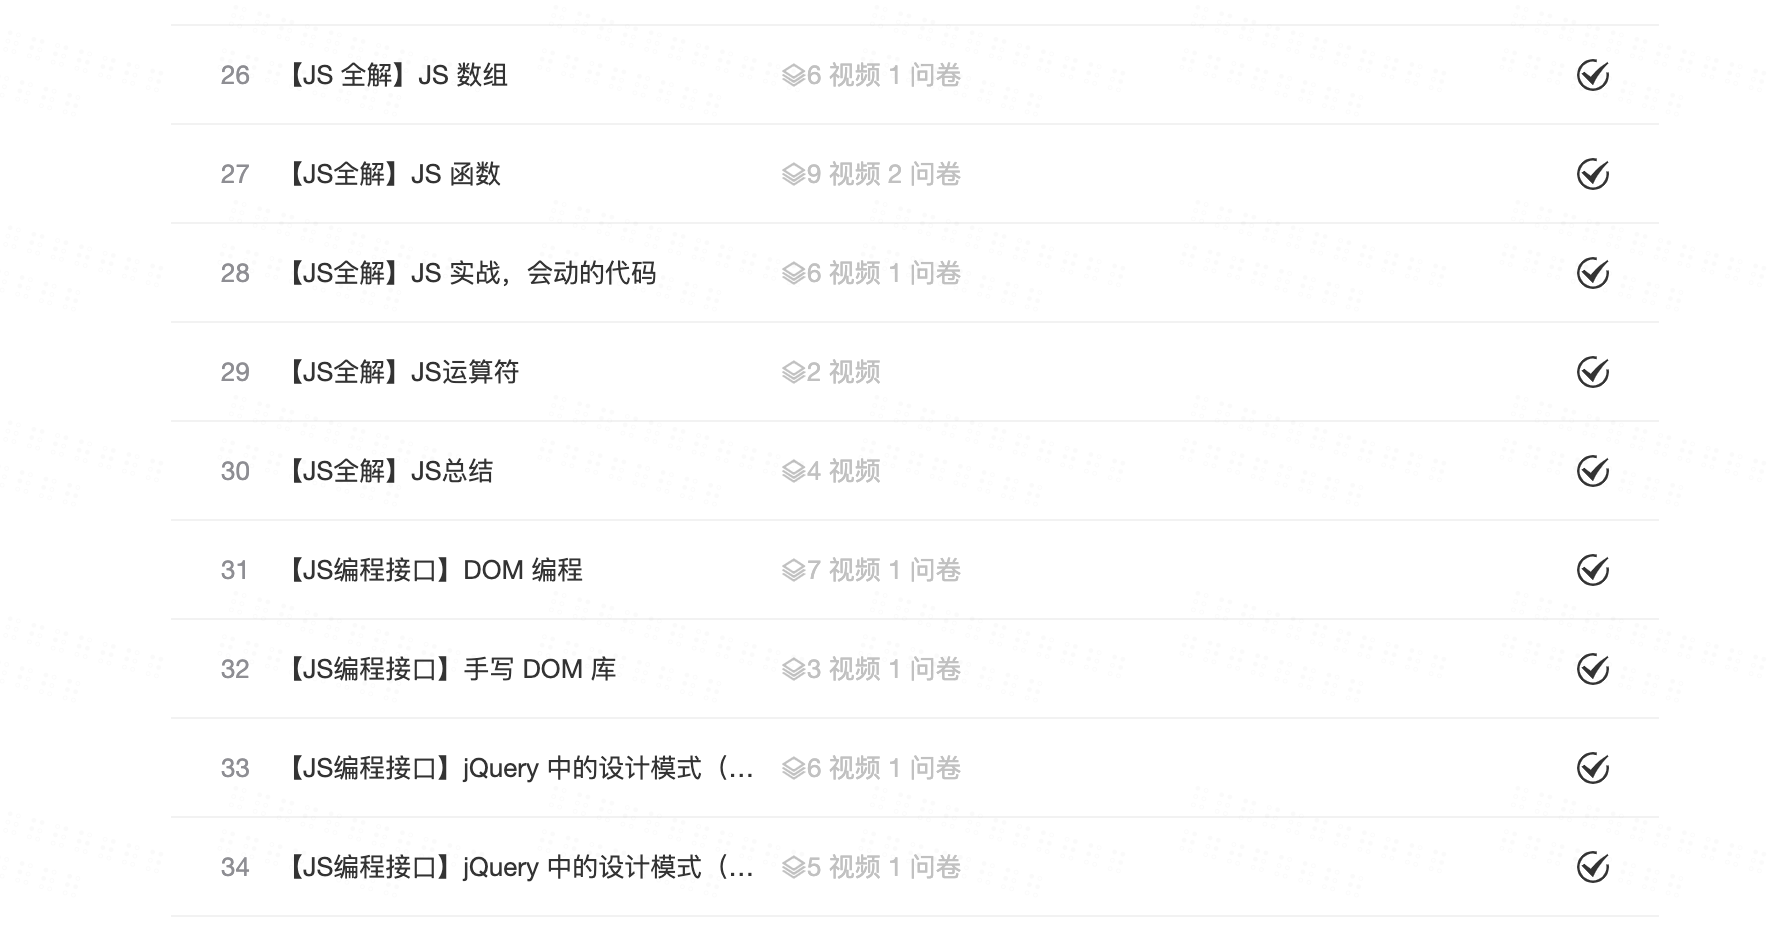 26 【JS 全解】JS 数组 6 视频 1 问卷
27 【JS全解】JS 函数 9 视频 2 问卷
28 【JS全解】JS 实战，会动的代码 6 视频 1 问卷
29 【JS全解】JS运算符 2 视频
30 【JS全解】JS总结 4 视频
31 【JS编程接口】DOM 编程 7 视频 1 问卷
32 【JS编程接口】手写 DOM 库 3 视频 1 问卷
33 【JS编程接口】jQuery 中的设计模式（... 6 视频 1 问卷
34 【JS编程接口】jQuery 中的设计模式（... 5 视频 1 问卷